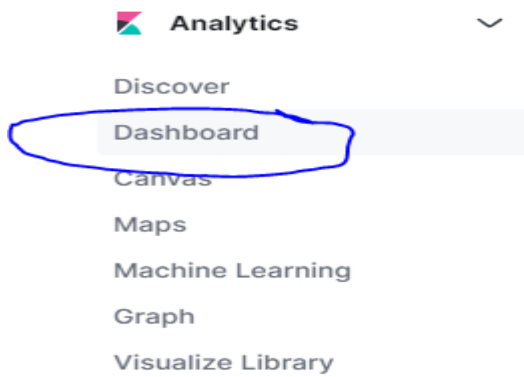 Analytics
Discover
Dashboard
Canvas
Maps
Machine Learning
Graph
Visualize Library